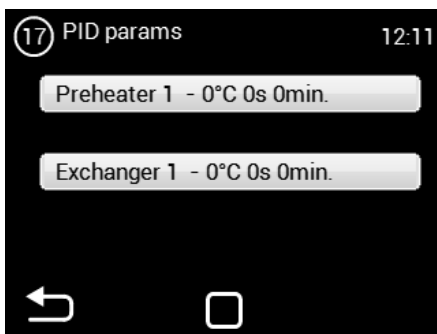 17 PID params 12:11
Preheater 1 - 0°C 0s 0min.
Exchanger 1 - 0°C 0s 0min.